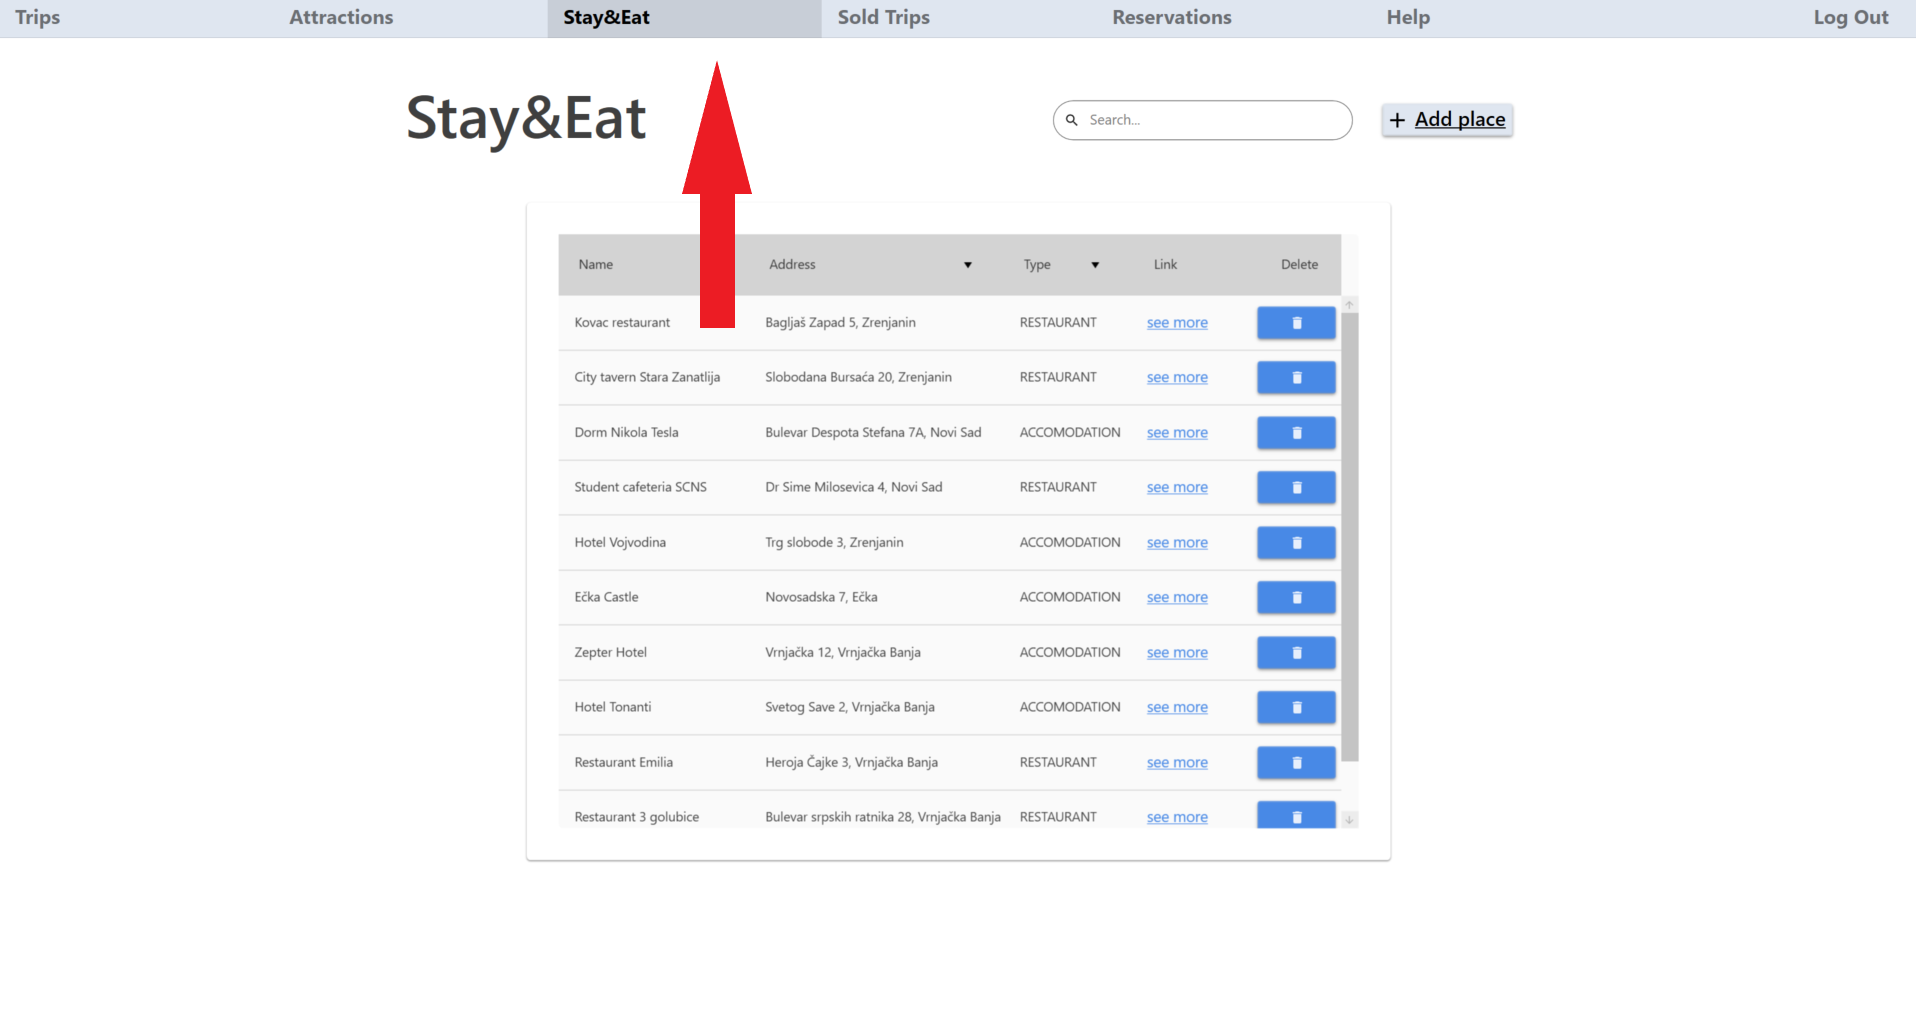 Trips Attractions Stay&Eat Sold Trips Reservations Help Log Out
Stay&Eat Search... + Add place
Name Address Type Link Delete
Kovac restaurant Bagljaš Zapad 5, Zrenjanin RESTAURANT see more
City tavern Stara Zanatlija Slobodana Bursaća 20, Zrenjanin RESTAURANT see more
Dorm Nikola Tesla Bulevar Despota Stefana 7A, Novi Sad ACCOMODATION see more
Student cafeteria SCNS Dr Sime Milosevica 4, Novi Sad RESTAURANT see more
Hotel Vojvodina Trg slobode 3, Zrenjanin ACCOMODATION see more
Ečka Castle Novosadska 7, Ečka ACCOMODATION see more
Zepter Hotel Vrnjačka 12, Vrnjačka Banja ACCOMODATION see more
Hotel Tonanti Svetog Save 2, Vrnjačka Banja ACCOMODATION see more
Restaurant Emilia Heroja Čajke 3, Vrnjačka Banja RESTAURANT see more
Restaurant 3 golubice Bulevar srpskih ratnika 28, Vrnjačka Banja RESTAURANT see more